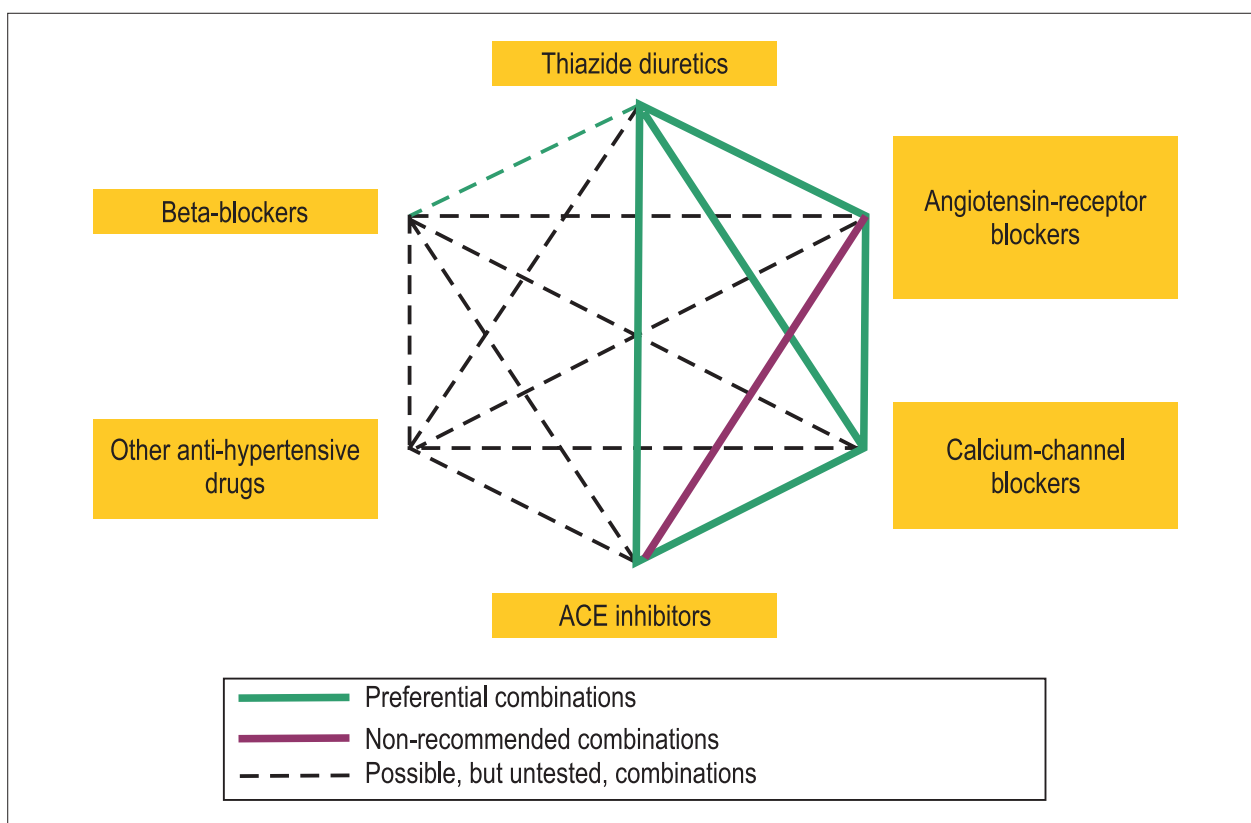 Thiazide diuretics
Beta-blockers
Angiotensin-receptor
blockers
Other anti-hypertensive
drugs
Calcium-channel
blockers
ACE inhibitors
Preferential combinations
Non-recommended combinations
Possible, but untested, combinations